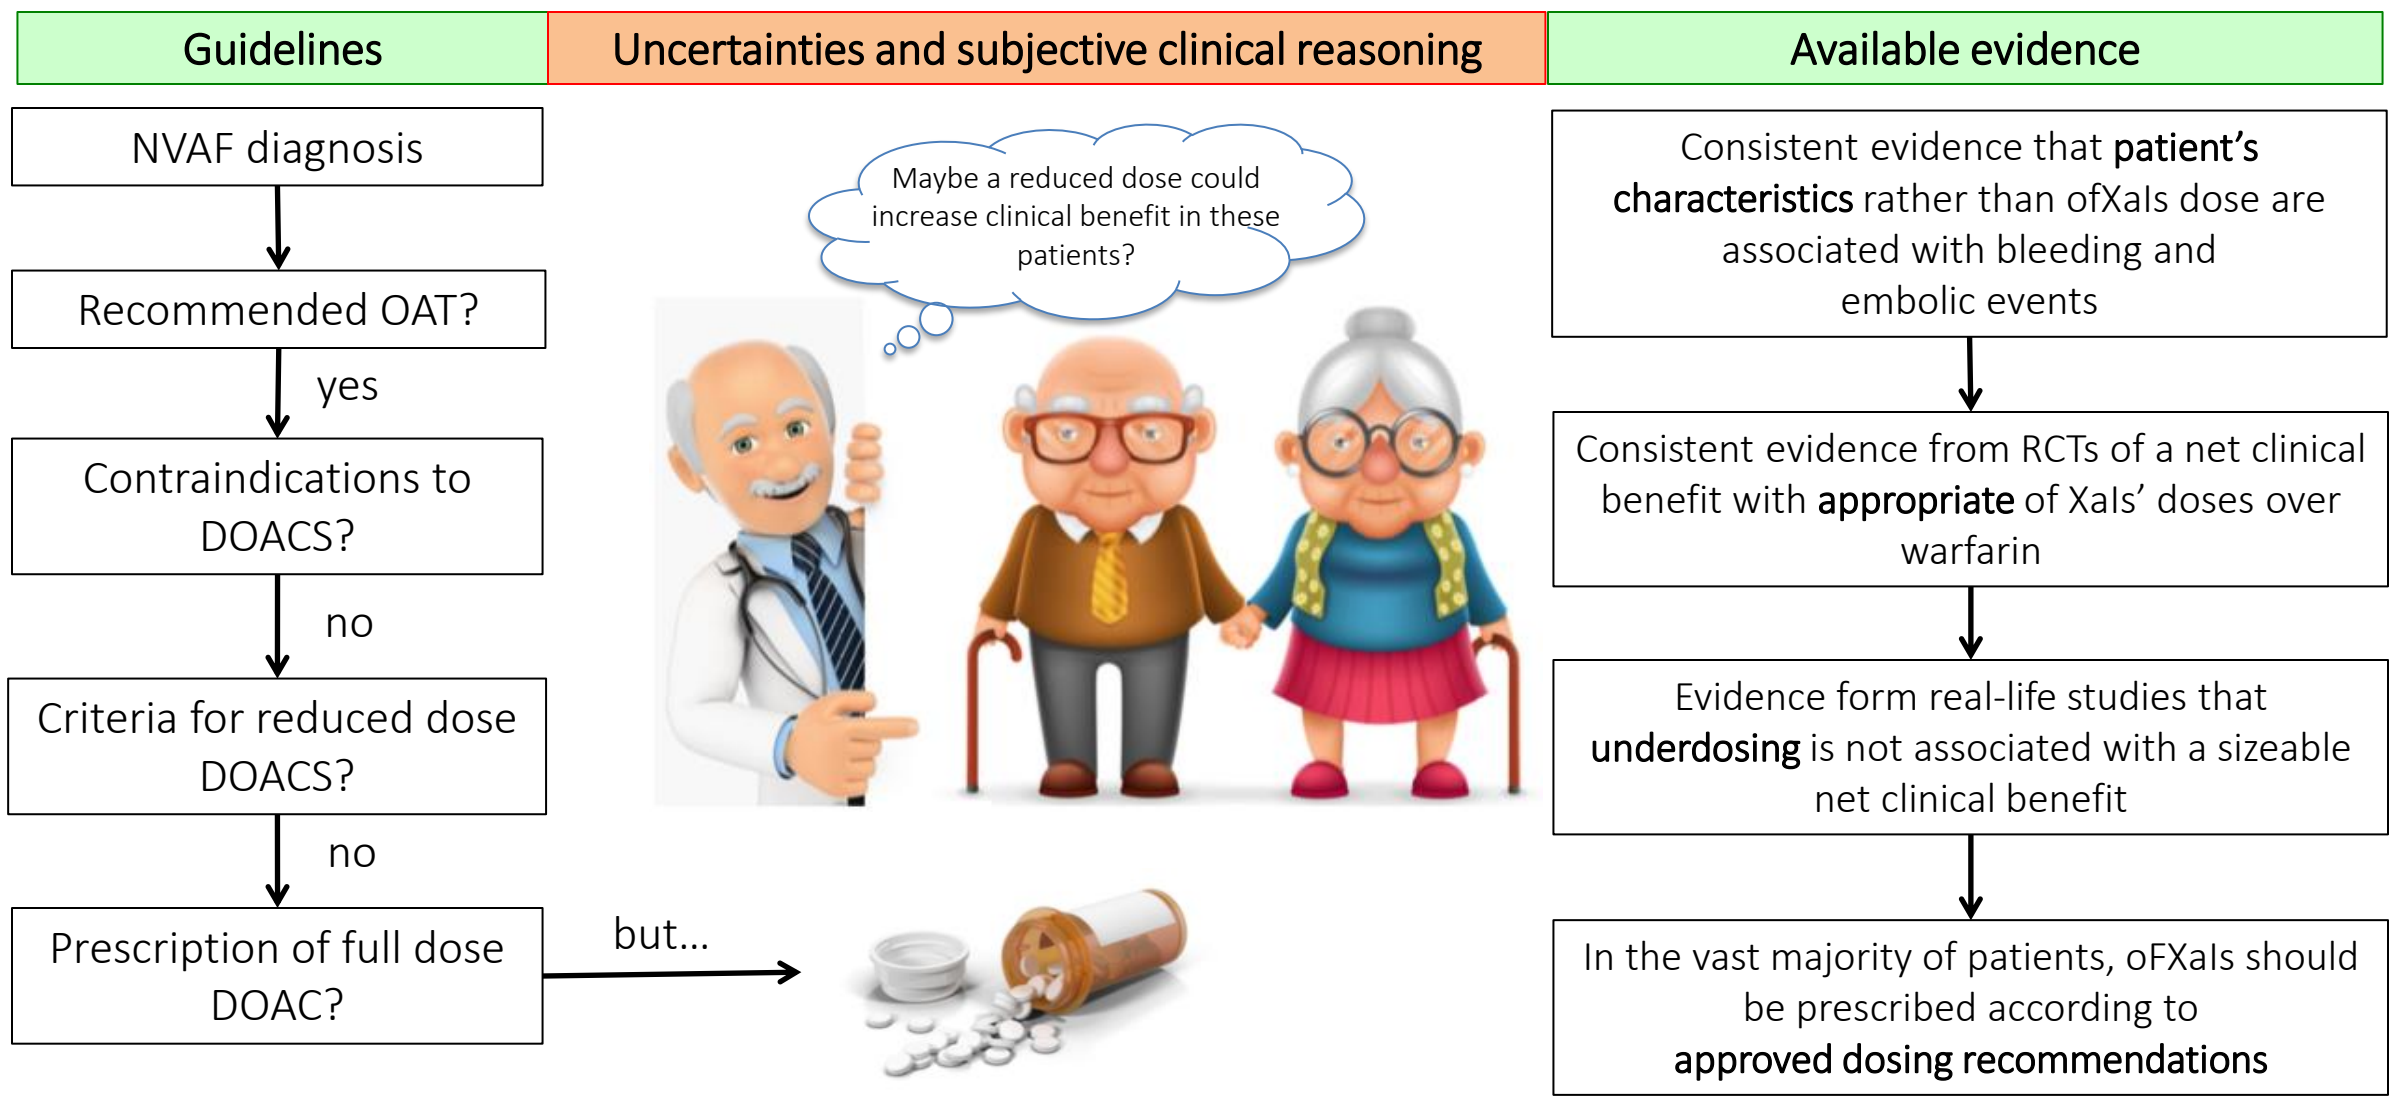 Guidelines
Uncertainties and subjective clinical reasoning
Available evidence
NVAF diagnosis
Recommended OAT?
yes
Contraindications to
DOACS?
no
Criteria for reduced dose
DOACS?
no
Prescription of full dose
DOAC?
but...
Maybe a reduced dose could
increase clinical benefit in these
patients?
Consistent evidence that patient’s
characteristics rather than ofXaIs dose are
associated with bleeding and
embolic events
Consistent evidence from RCTs of a net clinical
benefit with appropriate of XaIs’ doses over
warfarin
Evidence form real-life studies that
underdosing is not associated with a sizeable
net clinical benefit
In the vast majority of patients, oFXaIs should
be prescribed according to
approved dosing recommendations